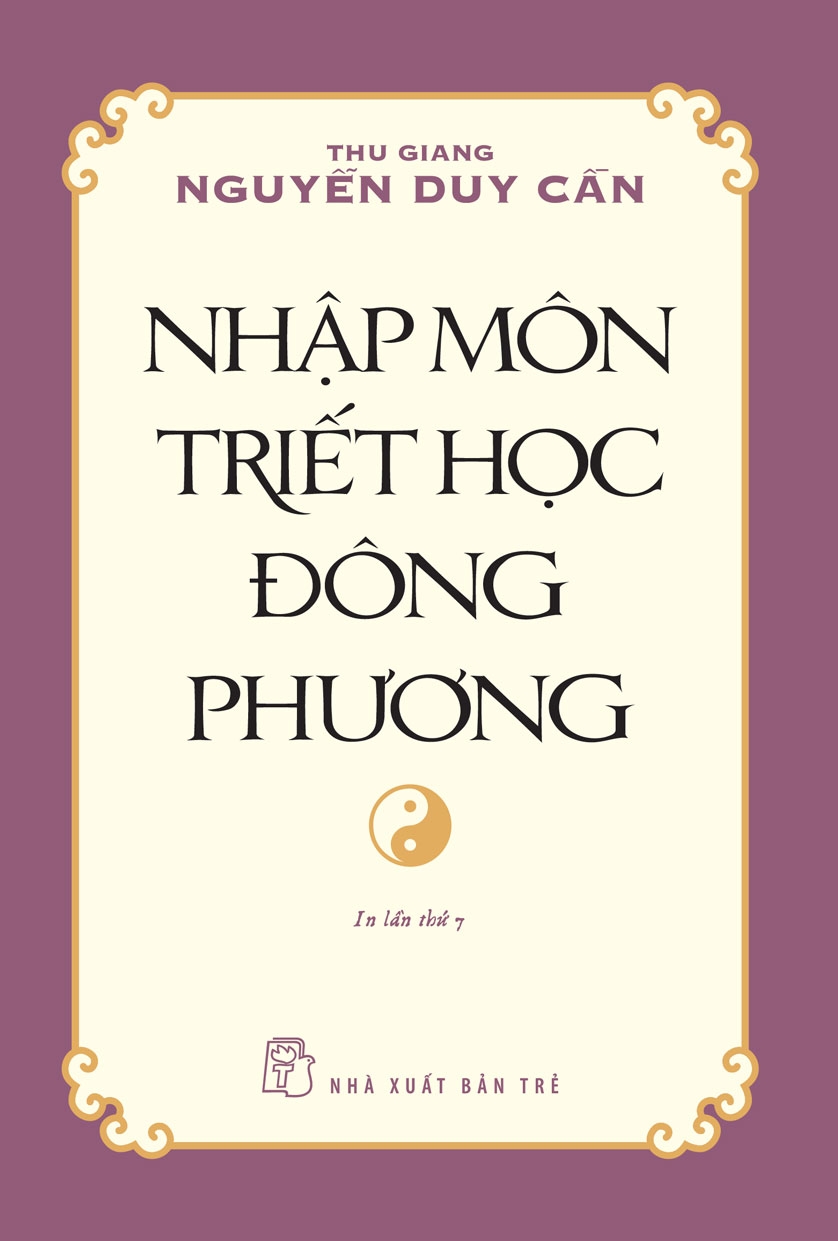 THU GIANG
NGUYỄN DUY CẦN
NHẬP MÔN
TRIẾT HỌC
ĐÔNG
PHƯƠNG
In lần thứ 7
T
NHÀ XUẤT BẢN TRẺ